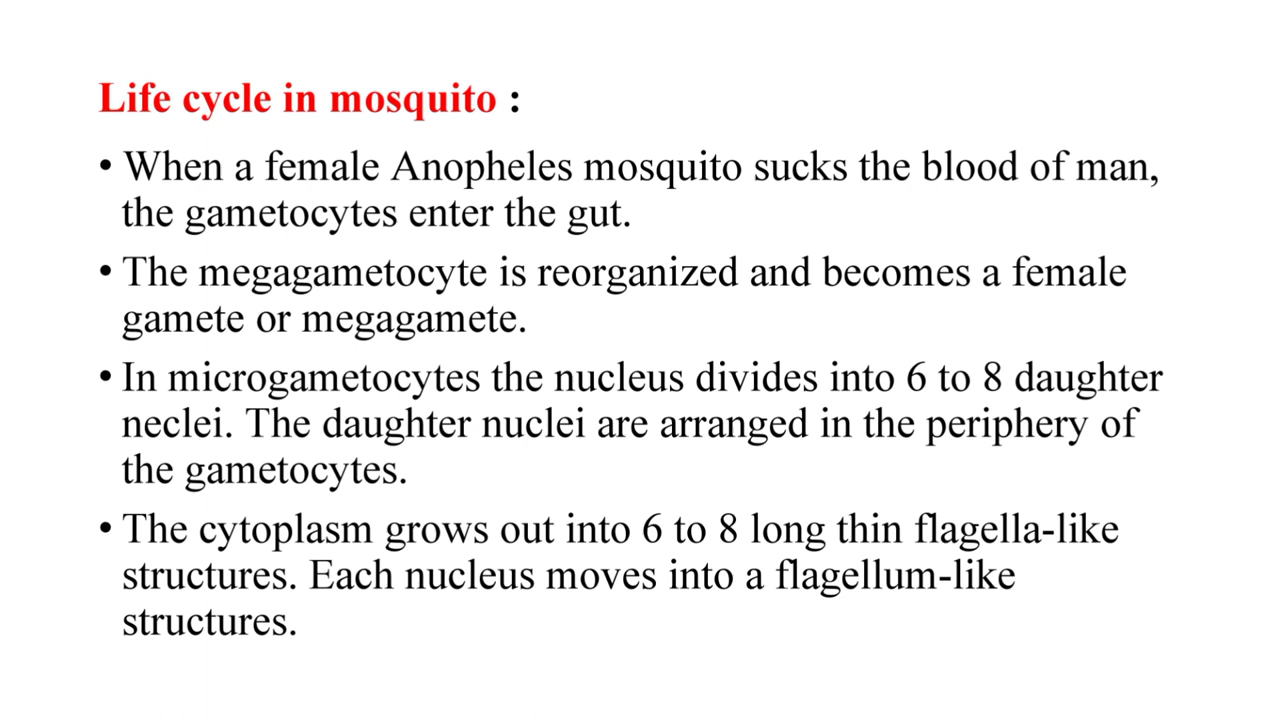 Life cycle in mosquito :
• When a female Anopheles mosquito sucks the blood of man,
the gametocytes enter the gut.
• The megagametocyte is reorganized and becomes a female
gamete or megagamete.
• In microgametocytes the nucleus divides into 6 to 8 daughter
neclei. The daughter nuclei are arranged in the periphery of
the gametocytes.
• The cytoplasm grows out into 6 to 8 long thin flagella-like
structures. Each nucleus moves into a flagellum-like
structures.